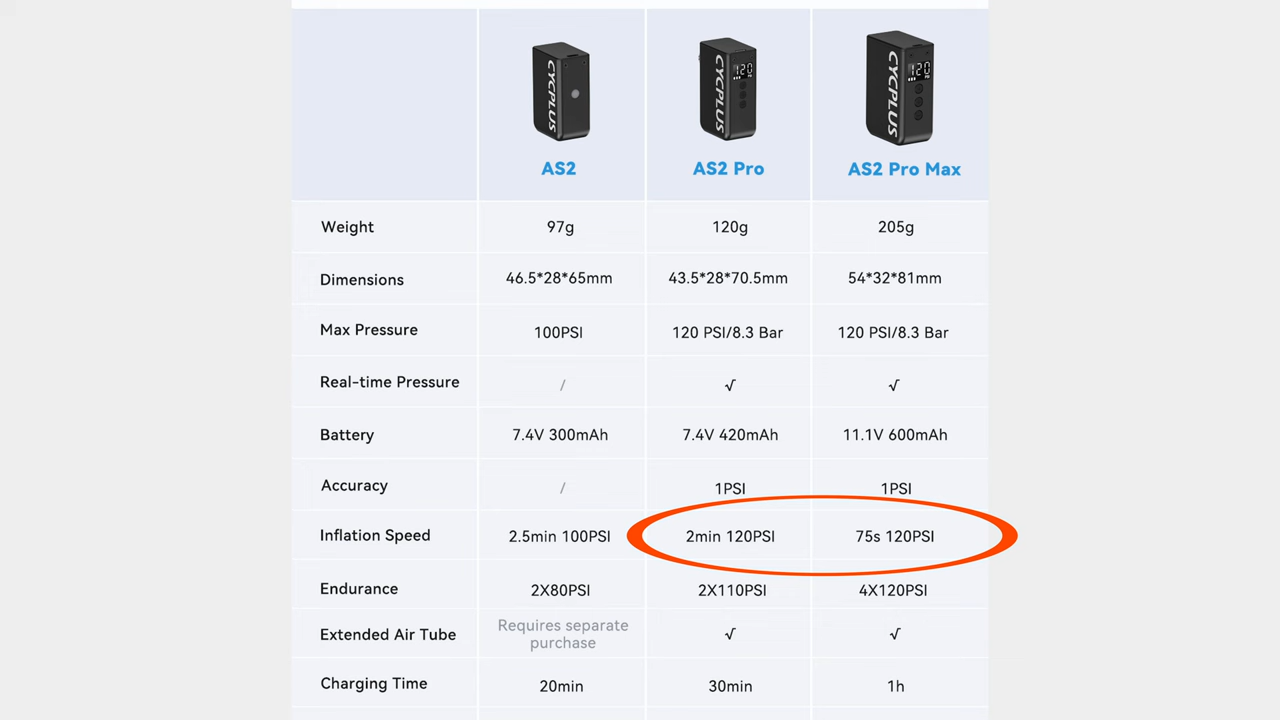 CYCPLUS
CYCPLUS
120
PSI
CYCPLUS
120
PSI
AS2 AS2 Pro AS2 Pro Max
Weight 97g 120g 205g
Dimensions 46.5*28*65mm 43.5*28*70.5mm 54*32*81mm
Max Pressure 100PSI 120 PSI/8.3 Bar 120 PSI/8.3 Bar
Real-time Pressure / √ √
Battery 7.4V 300mAh 7.4V 420mAh 11.1V 600mAh
Accuracy / 1PSI 1PSI
Inflation Speed 2.5min 100PSI 2min 120PSI 75s 120PSI
Endurance 2X80PSI 2X110PSI 4X120PSI
Extended Air Tube Requires separate purchase √ √
Charging Time 20min 30min 1h